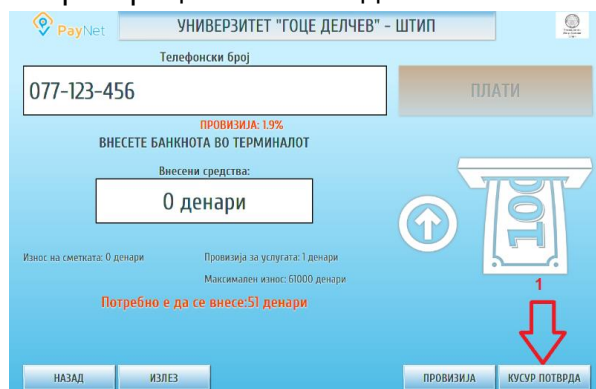 PayNet
УНИВЕРЗИТЕТ "ГОЦЕ ДЕЛЧЕВ" - ШТИП
Телефонски број
077-123-456
ПЛАТИ
ПРОВИЗИЈА: 1.9%
ВНЕСЕТЕ БАНКНОТА ВО ТЕРМИНАЛОТ
Внесени средства:
0 денари
100
Износ на сметката: 0 денари
Провизија за услугата: 1 денари
Максимален износ: 61000 денари
1
Потребно е да се внесе:51 денари
НАЗАД
ИЗЛЕЗ
ПРОВИЗИЈА
КУСУР ПОТВРДА